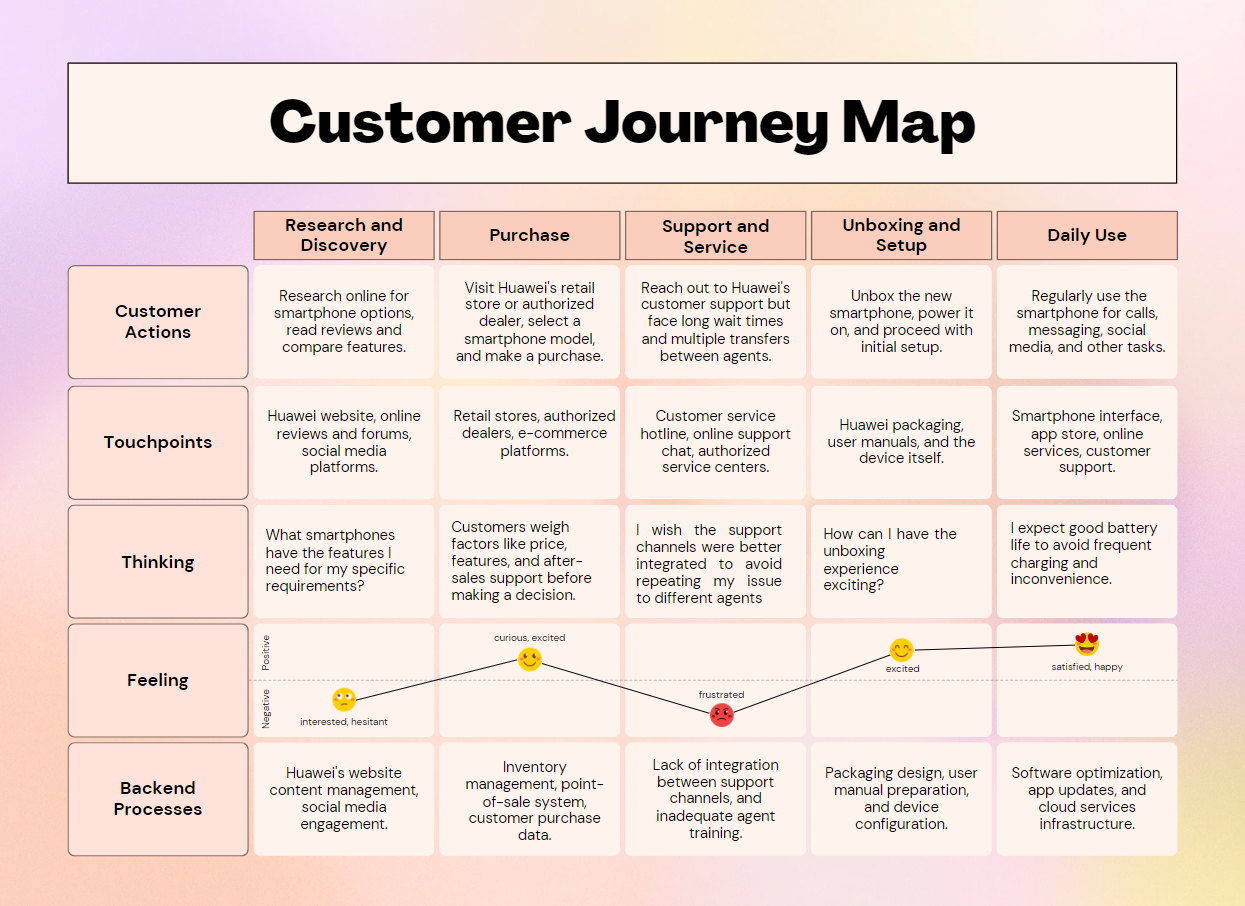 Customer Journey Map
Research and
Discovery
Purchase
Support and
Service
Unboxing and
Setup
Daily Use
Customer
Actions
Research online for
smartphone options,
read reviews and
compare features.
Visit Huawei's retail
store or authorized
dealer, select a
smartphone model,
and make a purchase.
Reach out to Huawei's
customer support but
face long wait times
and multiple transfers
between agents.
Unbox the new
smartphone, power it
on, and proceed with
initial setup.
Regularly use the
smartphone for calls,
messaging, social
media, and other tasks.
Touchpoints
Huawei website, online
reviews and forums,
social media
platforms.
Retail stores, authorized
dealers, e-commerce
platforms.
Customer service
hotline, online support
chat, authorized
service centers.
Huawei packaging,
user manuals, and the
device itself.
Smartphone interface,
app store, online
services, customer
support.
Thinking
What smartphones
have the features I
need for my specific
requirements?
Customers weigh
factors like price,
features, and after-
sales support before
making a decision.
I wish the support
channels were better
integrated to avoid
repeating my issue
to different agents
How can I have the
unboxing
experience
exciting?
I expect good battery
life to avoid frequent
charging and
inconvenience.
Feeling
Positive
Negative
interested, hesitant
curious, excited
frustrated
excited
satisfied, happy
Backend
Processes
Huawei's website
content management,
social media
engagement.
Inventory
management, point-
of-sale system,
customer purchase
data.
Lack of integration
between support
channels, and
inadequate agent
training.
Packaging design, user
manual preparation,
and device
configuration.
Software optimization,
app updates, and
cloud services
infrastructure.